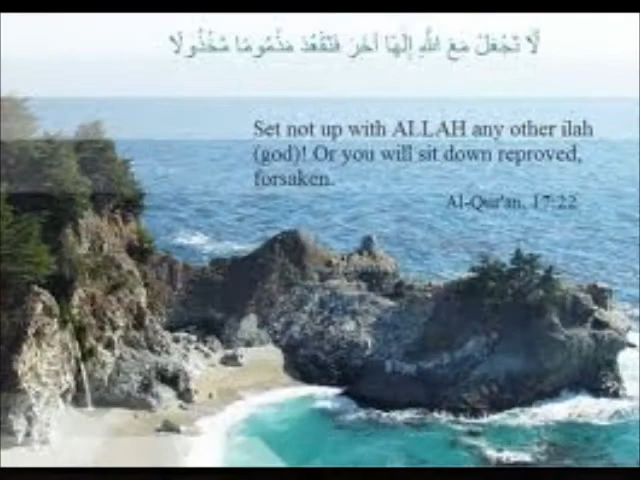 لَّا تَجْعَلْ مَعَ اللَّهِ إِلَٰهًا آخَرَ فَتَقْعُدَ مَذْمُومًا مَّخْذُولًا
Set not up with ALLAH any other ilah
(god)! Or you will sit down reproved,
forsaken.
Al-Qur'an, 17:22